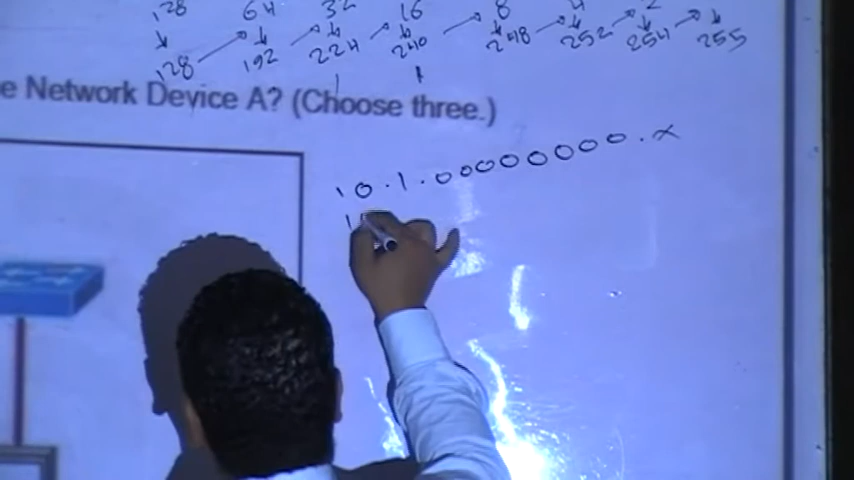 128 64 32 16 8 4 2
128 192 224 240 248 252 254 255
e Network Device A? (Choose three.)
10.1.00000000.x
1